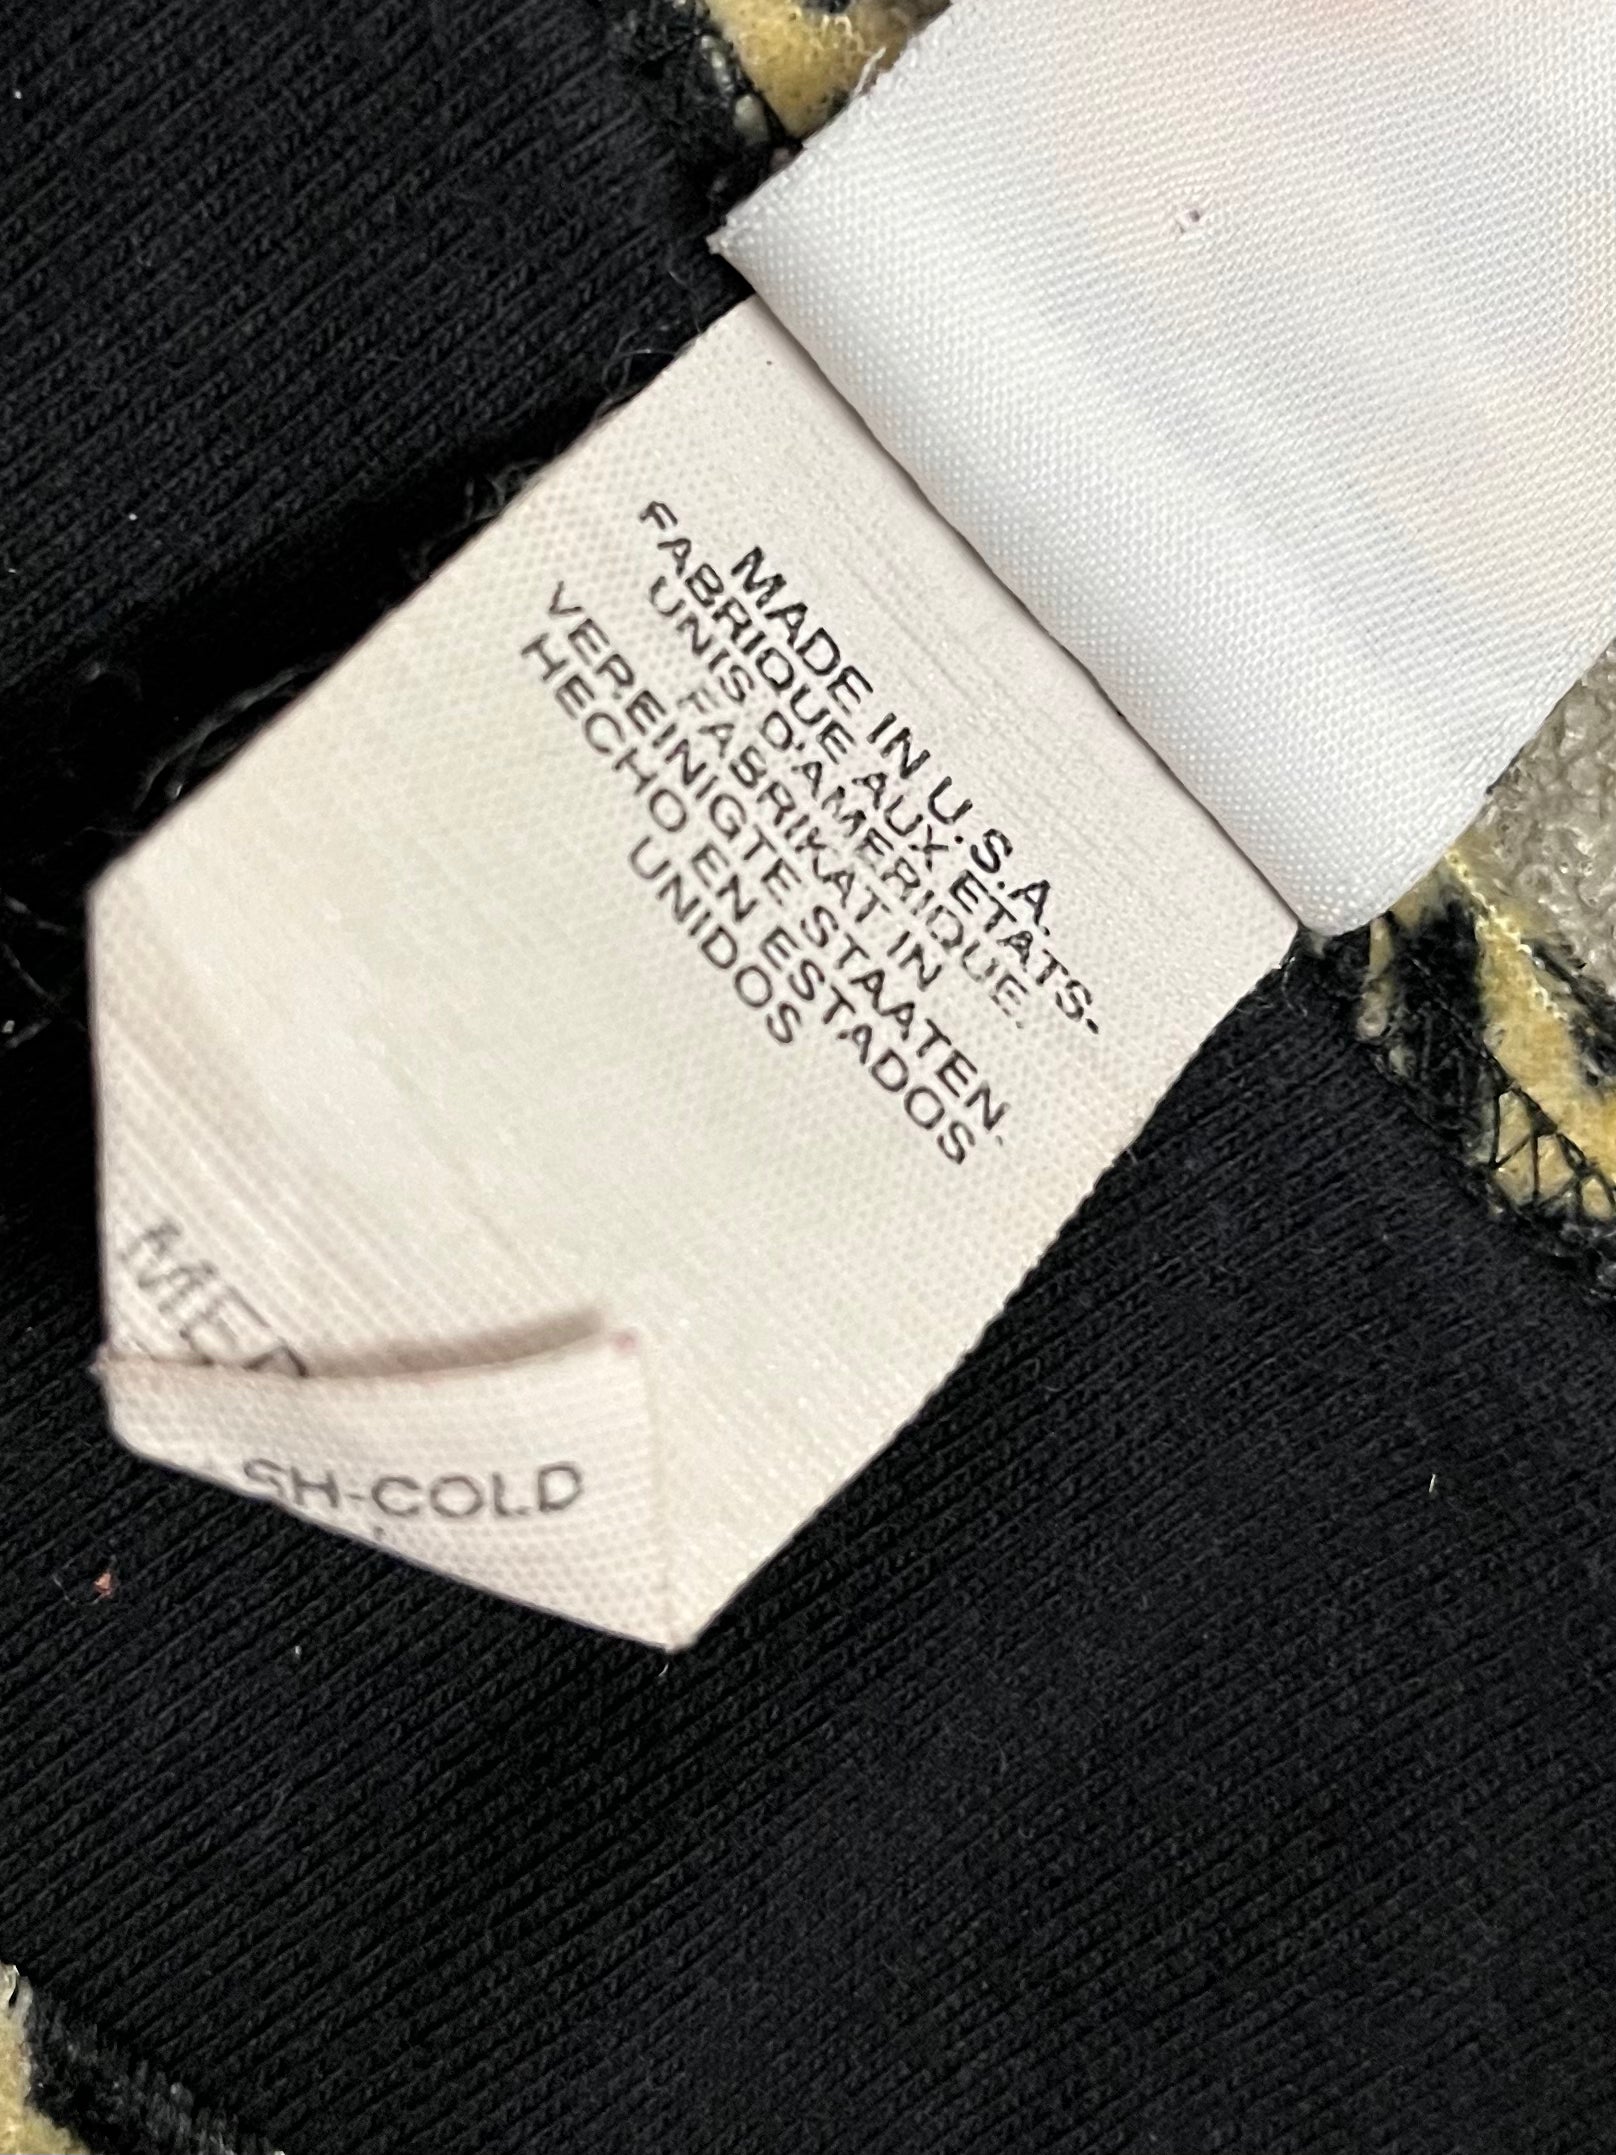 MADE IN U.S.A.
FABRIQUE AUX ETATS-
UNIS D'AMERIQUE.
FABRIKAT IN
VEREINIGTE STAATEN.
HECHO EN ESTADOS
UNIDOS
SH-COLD